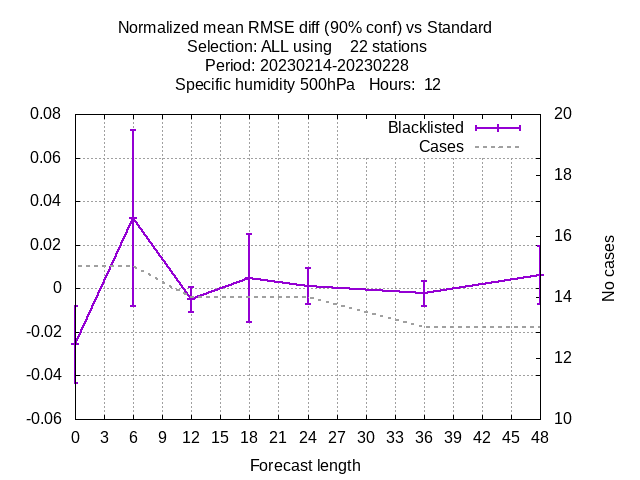 Normalized mean RMSE diff (90% conf) vs Standard
Selection: ALL using    22 stations
Period: 20230214-20230228
Specific humidity 500hPa   Hours:  12
Blacklisted
Cases
0.08
0.06
0.04
0.02
0
-0.02
-0.04
-0.06
20
18
16
14
12
10
No cases
0 3 6 9 12 15 18 21 24 27 30 33 36 39 42 45 48
Forecast length